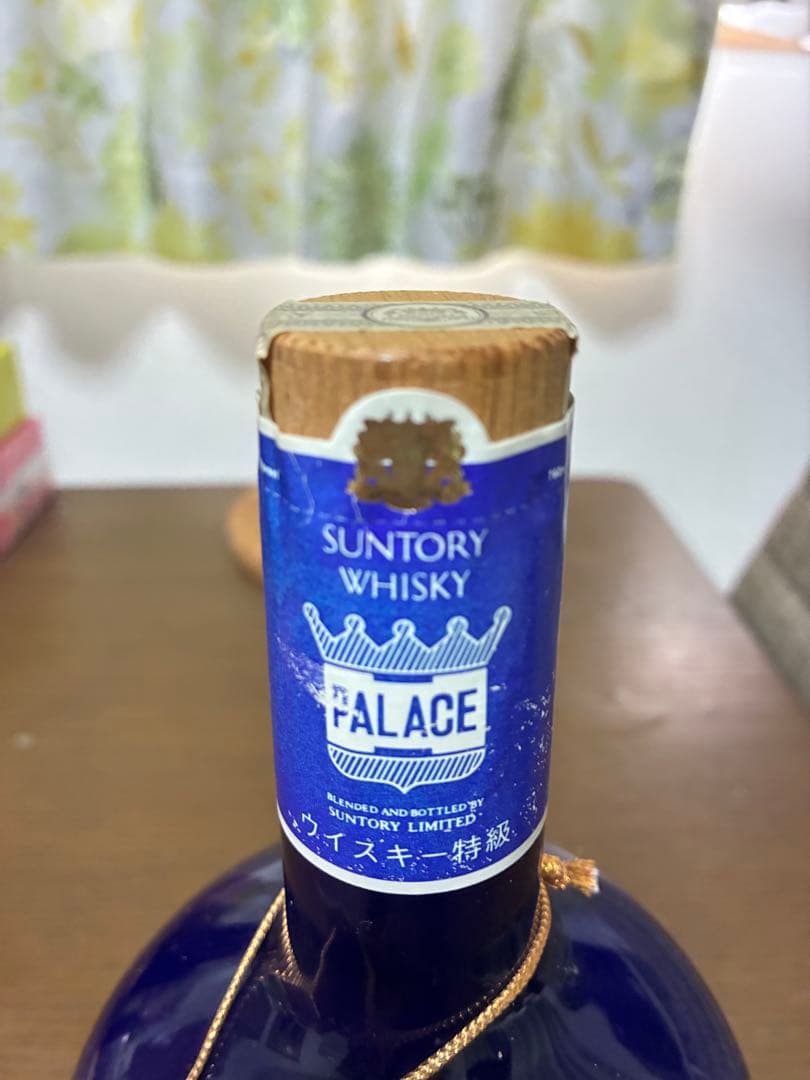 SUNTORY
WHISKY
PALACE
BLENDED AND BOTTLED BY
SUNTORY LIMITED
ウイスキー特級